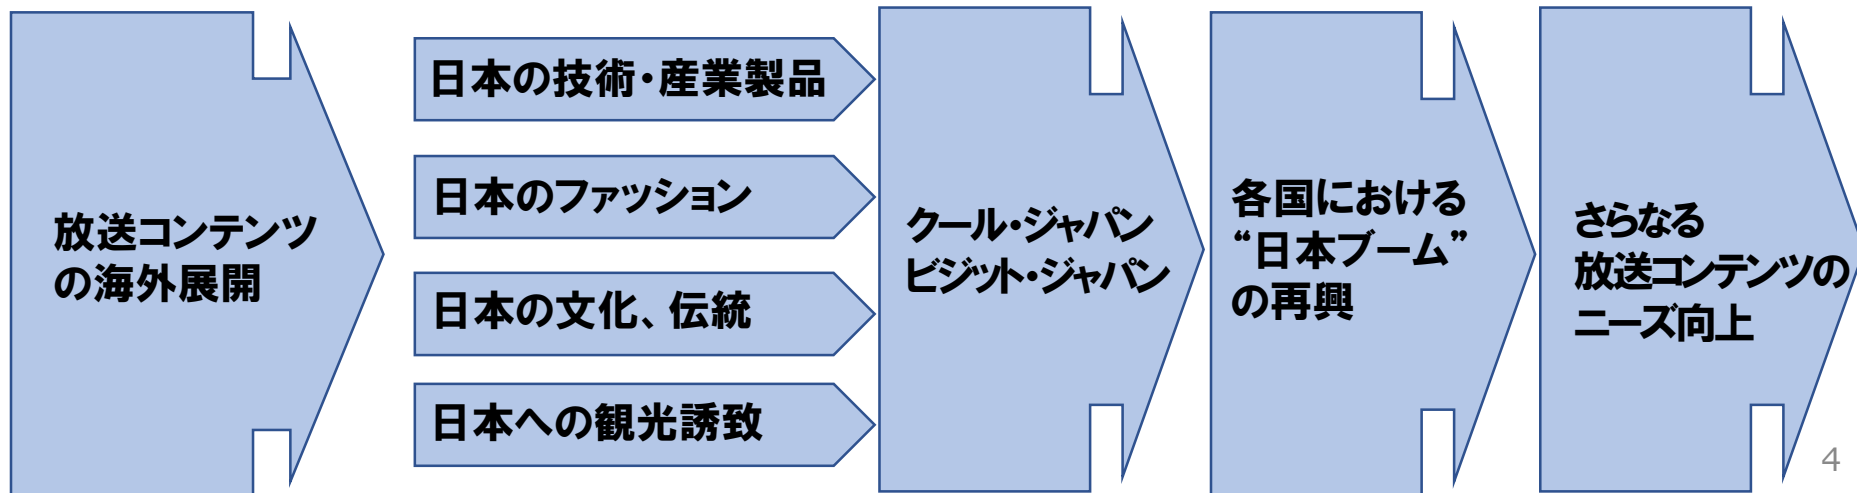 放送コンテンツ
の海外展開
日本の技術・産業製品
日本のファッション
日本の文化、伝統
日本への観光誘致
クール・ジャパン
ビジット・ジャパン
各国における
“日本ブーム”
の再興
さらなる
放送コンテンツの
ニーズ向上
4